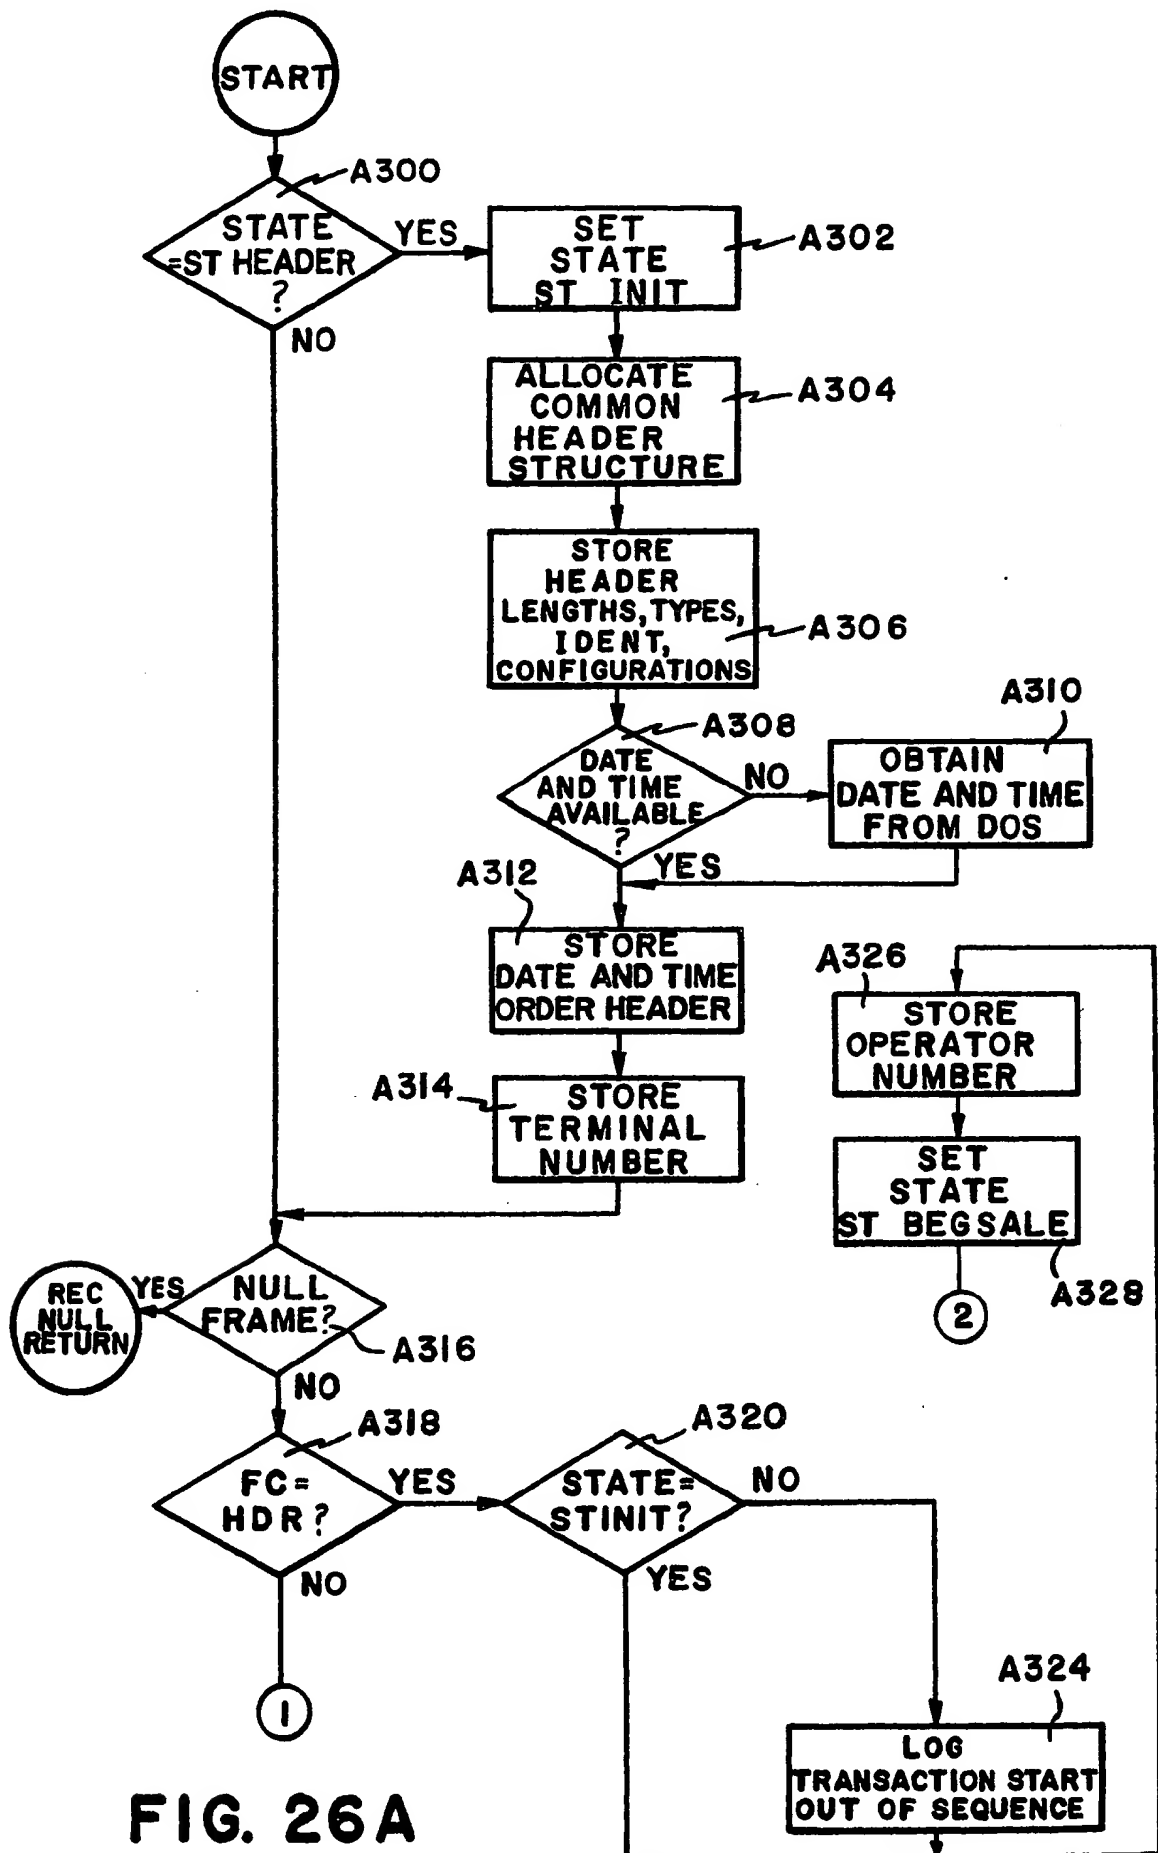 START
A300
STATE
=ST HEADER
?
YES
NO
SET
STATE
ST INIT
A302
ALLOCATE
COMMON
HEADER
STRUCTURE
A304
STORE
HEADER
LENGTHS, TYPES,
IDENT,
CONFIGURATIONS
A306
A308
DATE
AND TIME
AVAILABLE
?
NO
YES
A310
OBTAIN
DATE AND TIME
FROM DOS
A312
STORE
DATE AND TIME
ORDER HEADER
A314
STORE
TERMINAL
NUMBER
A326
STORE
OPERATOR
NUMBER
SET
STATE
ST BEGSALE
A328
2
REC
NULL
RETURN
YES
NULL
FRAME?
A316
NO
A318
FC=
HDR?
YES
NO
1
A320
STATE=
STINIT?
NO
YES
A324
LOG
TRANSACTION START
OUT OF SEQUENCE
FIG. 26A